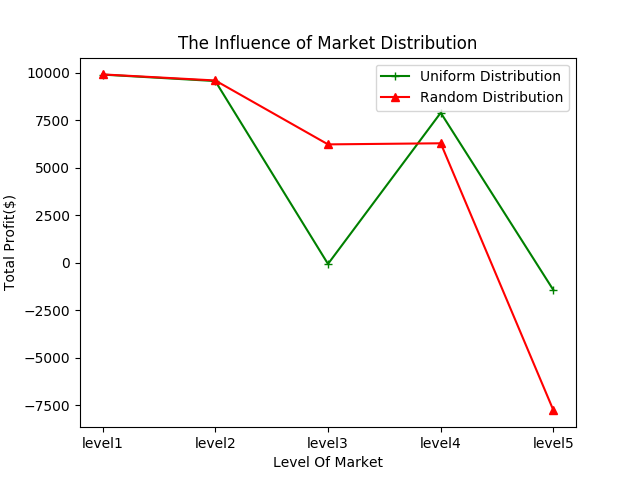 The Influence of Market Distribution
Uniform Distribution
Random Distribution
Total Profit($)
10000
7500
5000
2500
0
−2500
−5000
−7500
level1 level2 level3 level4 level5
Level Of Market